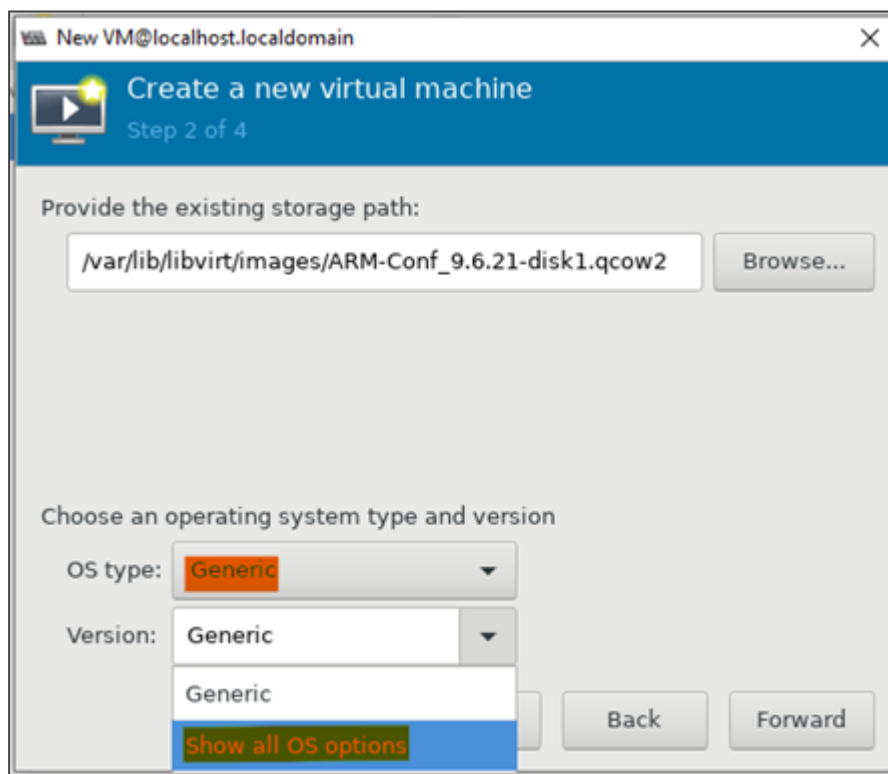 New VM@localhost.localdomain
Create a new virtual machine
Step 2 of 4
Provide the existing storage path:
/var/lib/libvirt/images/ARM-Conf_9.6.21-disk1.qcow2 Browse...
Choose an operating system type and version
OS type: Generic
Version: Generic
Generic
Show all OS options
Back Forward